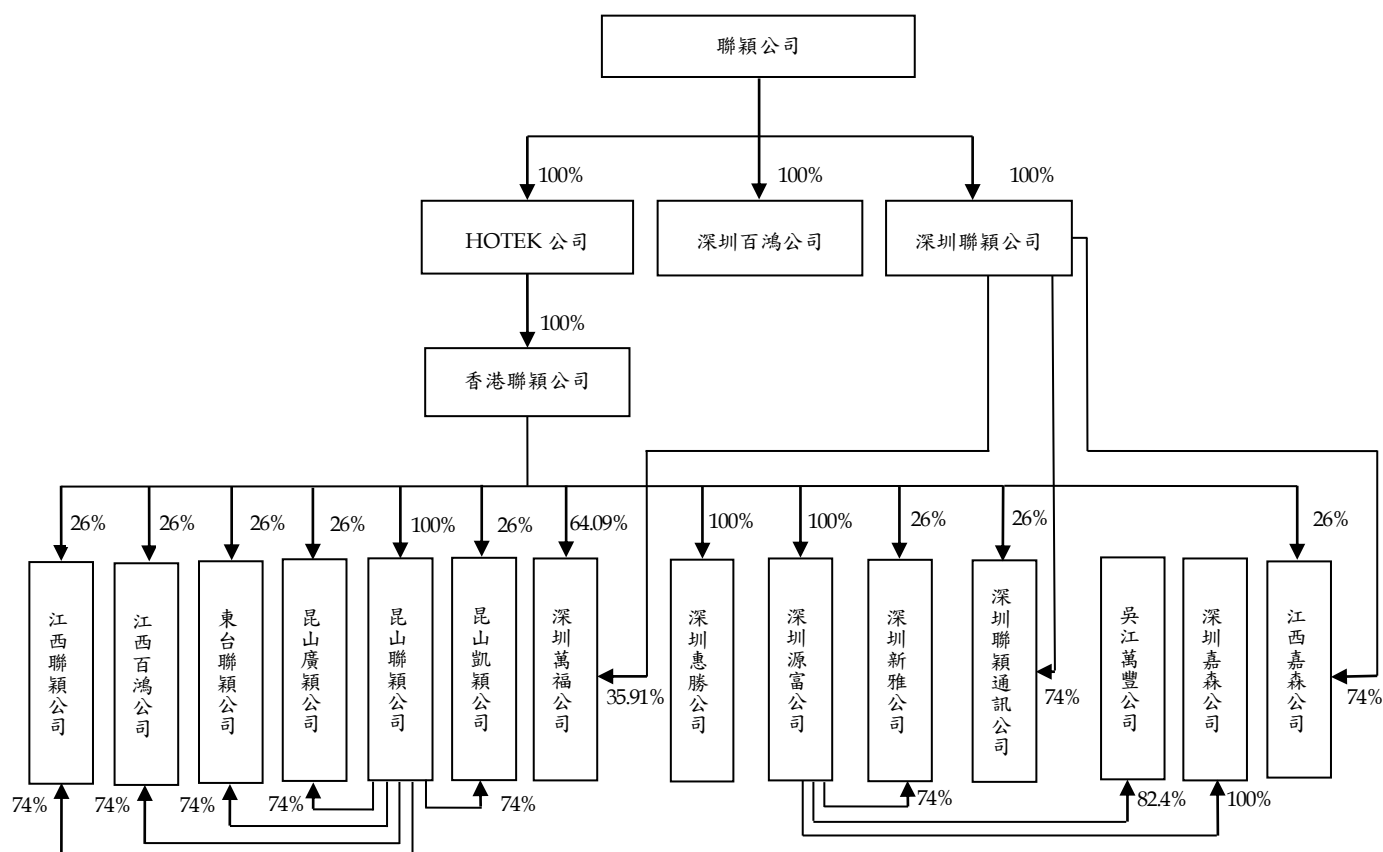 聯穎公司
100%
100%
100%
HOTEK 公司
深圳百鴻公司
深圳聯穎公司
100%
香港聯穎公司
26%
26%
26%
26%
100%
26%
64.09%
100%
100%
26%
26%
26%
江西聯穎公司
江西百鴻公司
東台聯穎公司
昆山廣穎公司
昆山聯穎公司
昆山凱穎公司
深圳萬福公司
深圳惠勝公司
深圳源富公司
深圳新雅公司
深圳聯穎通訊公司
吳江萬豐公司
深圳嘉森公司
江西嘉森公司
35.91%
74%
74%
74%
74%
74%
74%
74%
74%
82.4%
100%